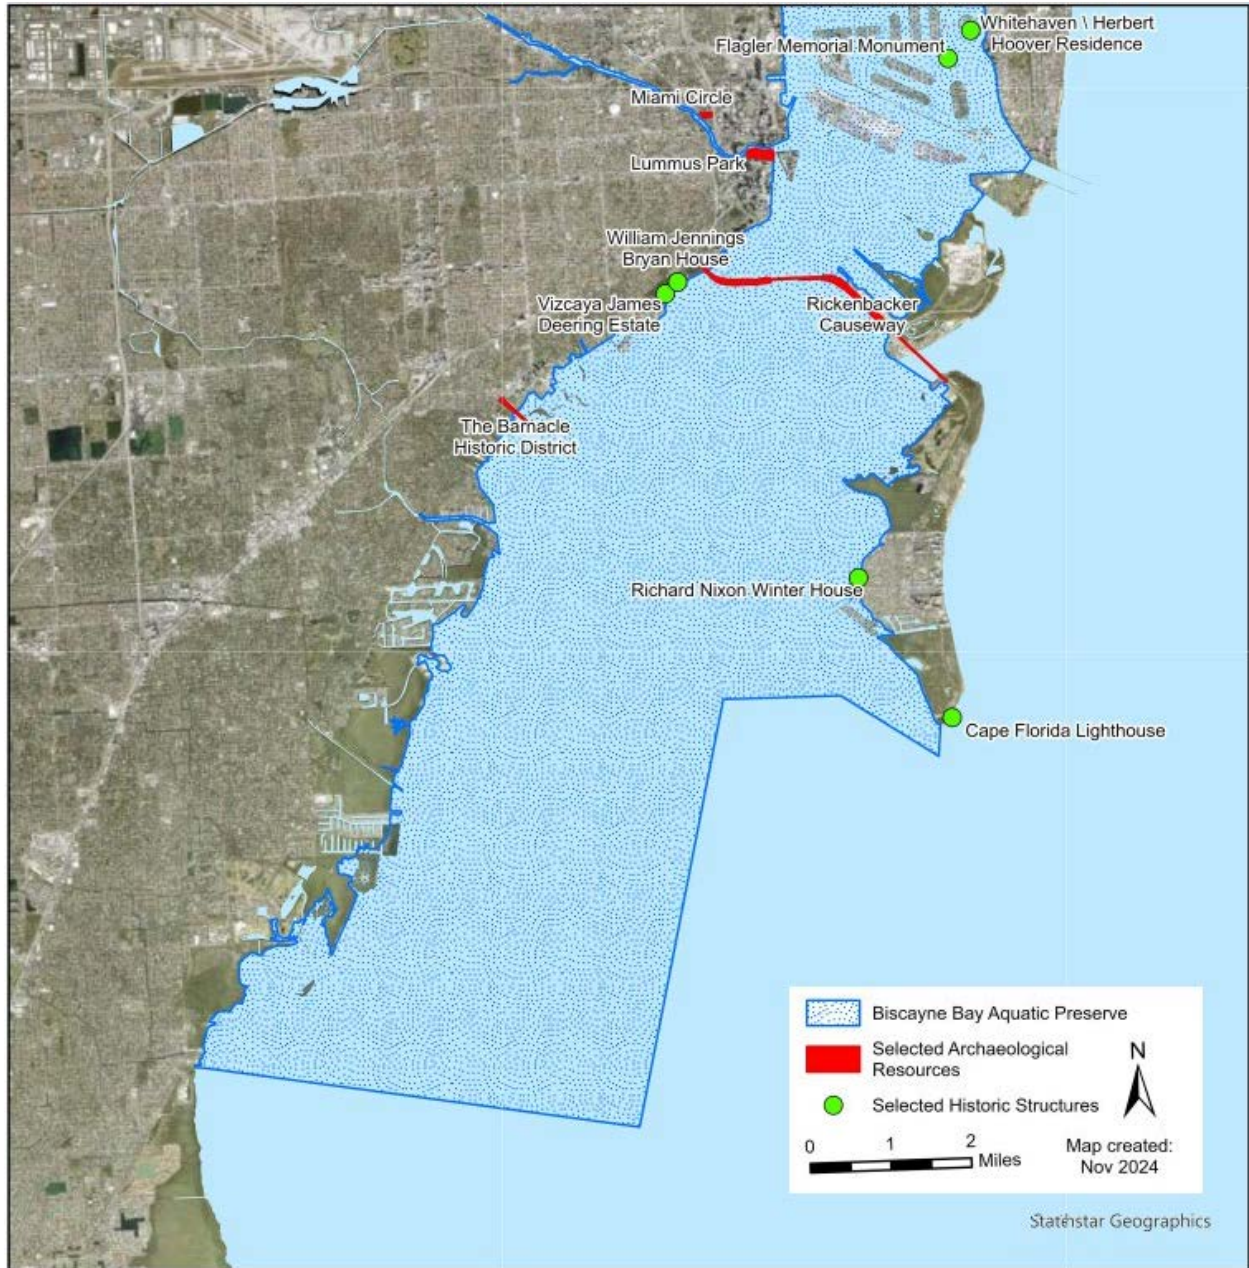 Whitehaven \ Herbert
Hoover Residence
Flagler Memorial Monument
Miami Circle
Lummus Park
William Jennings
Bryan House
Vizcaya James
Deering Estate
Rickenbacker
Causeway
The Barnacle
Historic District
Richard Nixon Winter House
Cape Florida Lighthouse
Biscayne Bay Aquatic Preserve
Selected Archaeological
Resources
N
Selected Historic Structures
0 1 2
Miles
Map created:
Nov 2024
Geographics